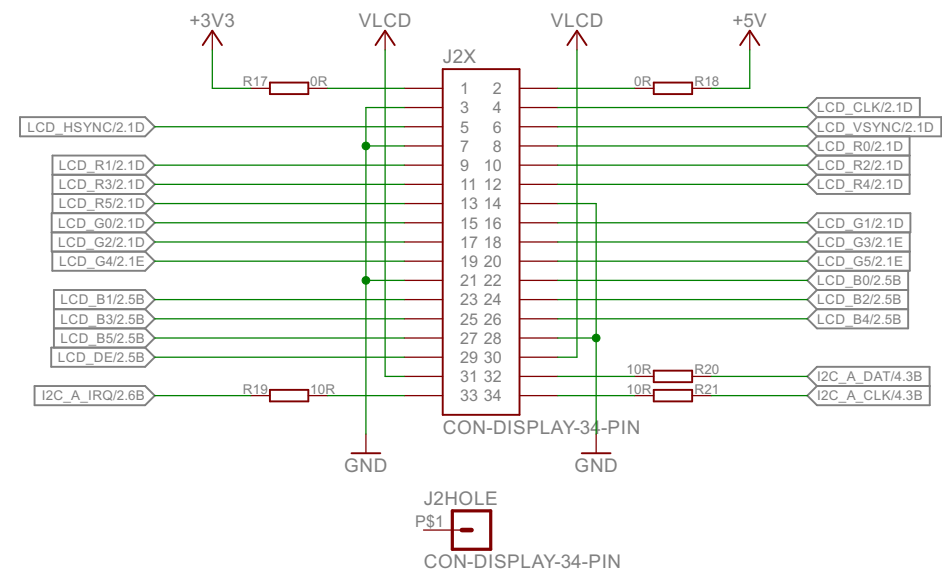 +3V3 VLCD VLCD +5V
J2X
R17 0R 1 2 0R R18
3 4 LCD_CLK/2.1D
LCD_HSYNC/2.1D 5 6 LCD_VSYNC/2.1D
7 8 LCD_R0/2.1D
LCD_R1/2.1D 9 10 LCD_R2/2.1D
LCD_R3/2.1D 11 12 LCD_R4/2.1D
LCD_R5/2.1D 13 14
LCD_G0/2.1D 15 16 LCD_G1/2.1D
LCD_G2/2.1D 17 18 LCD_G3/2.1E
LCD_G4/2.1E 19 20 LCD_G5/2.1E
21 22 LCD_B0/2.5B
LCD_B1/2.5B 23 24 LCD_B2/2.5B
LCD_B3/2.5B 25 26 LCD_B4/2.5B
LCD_B5/2.5B 27 28
LCD_DE/2.5B 29 30
31 32 10R R20 I2C_A_DAT/4.3B
I2C_A_IRQ/2.6B R19 10R 33 34 10R R21 I2C_A_CLK/4.3B
CON-DISPLAY-34-PIN
GND GND
J2HOLE
P$1
CON-DISPLAY-34-PIN